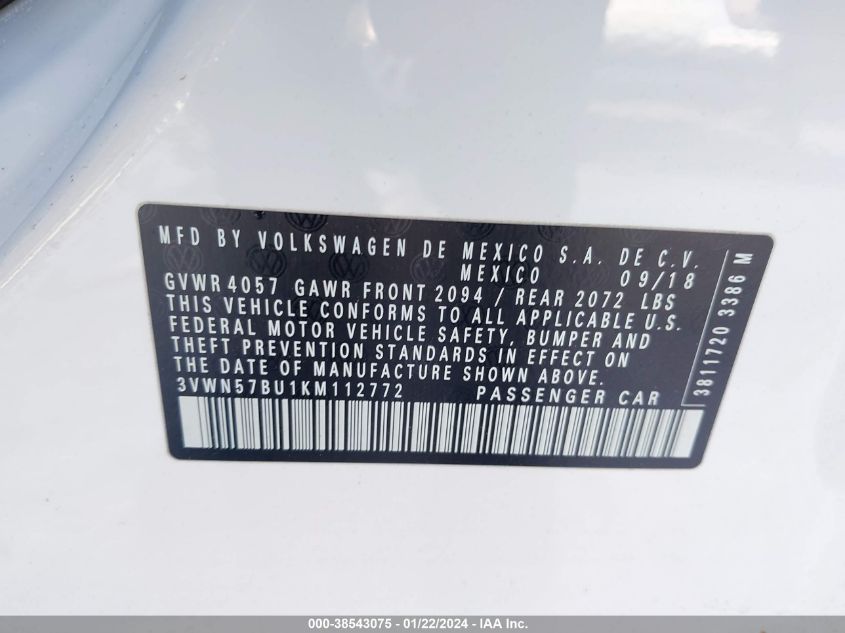 MFD BY VOLKSWAGEN DE MEXICO S.A. DE C.V.
MEXICO 09/18
GVWR 4057 GAWR FRONT 2094 / REAR 2072 LBS
THIS VEHICLE CONFORMS TO ALL APPLICABLE U.S.
FEDERAL MOTOR VEHICLE SAFETY, BUMPER AND
THEFT PREVENTION STANDARDS IN EFFECT ON
THE DATE OF MANUFACTURE SHOWN ABOVE.
3VWN57BU1KM112772 PASSENGER CAR
3811720 3386 M
000-38543075 - 01/22/2024 - IAA Inc.